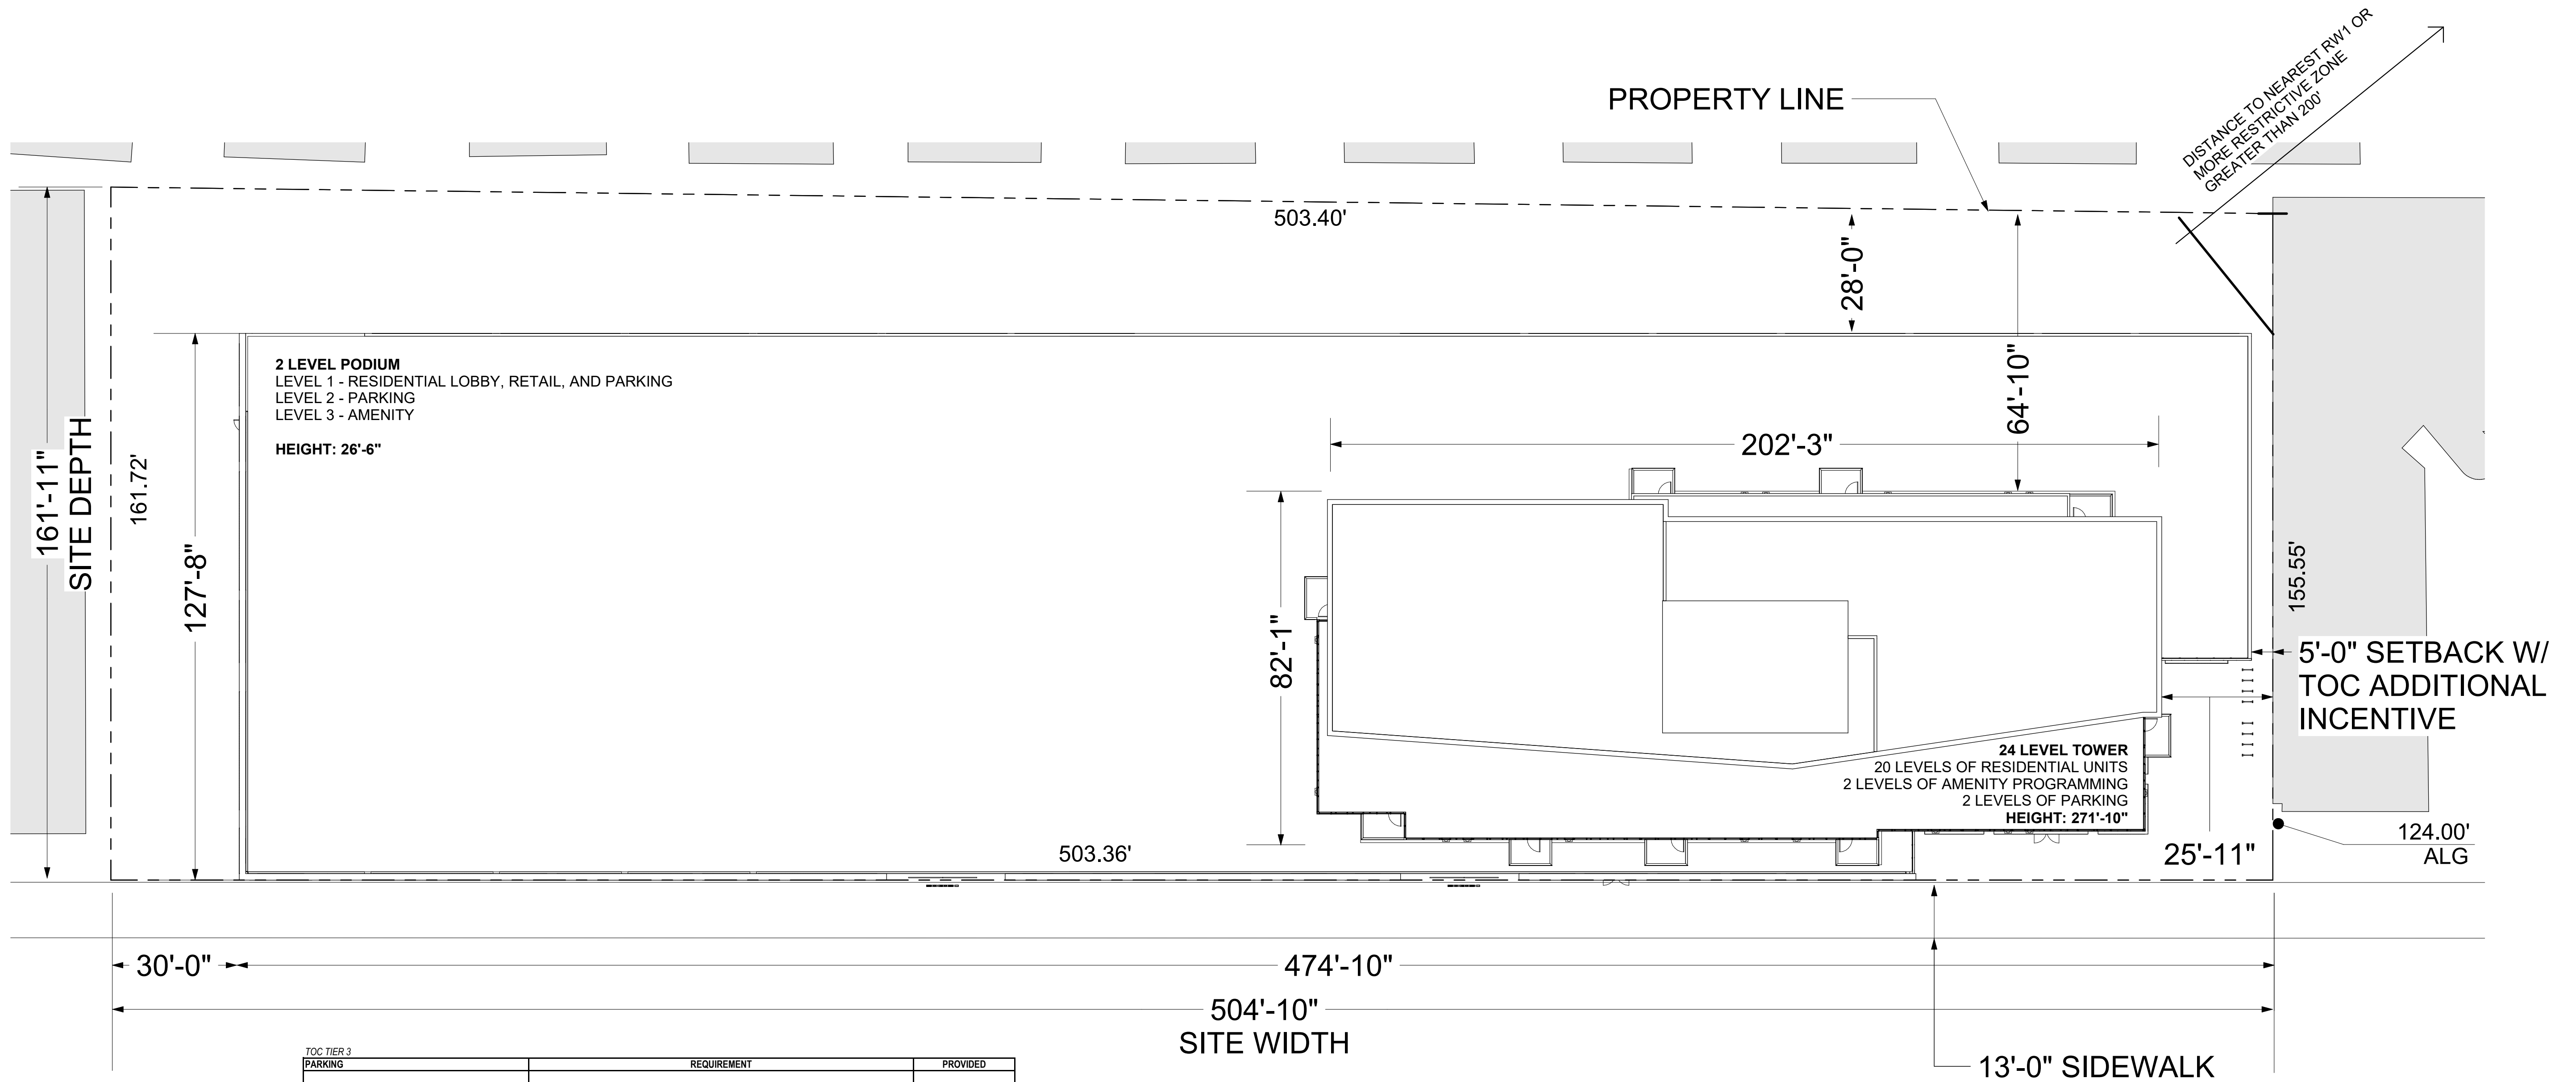 DISTANCE TO NEAREST RW1 OR
MORE RESTRICTIVE ZONE
GREATER THAN 200'
PROPERTY LINE
503.40'
28'-0"
64'-10"
2 LEVEL PODIUM
LEVEL 1 - RESIDENTIAL LOBBY, RETAIL, AND PARKING
LEVEL 2 - PARKING
LEVEL 3 - AMENITY
HEIGHT: 26'-6"
161'-11"
SITE DEPTH
161.72'
127'-8"
202'-3"
82'-1"
155.55'
5'-0" SETBACK W/
TOC ADDITIONAL
INCENTIVE
24 LEVEL TOWER
20 LEVELS OF RESIDENTIAL UNITS
2 LEVELS OF AMENITY PROGRAMMING
2 LEVELS OF PARKING
HEIGHT: 271'-10"
25'-11"
124.00'
ALG
503.36'
30'-0"
474'-10"
504'-10"
SITE WIDTH
13'-0" SIDEWALK
TOC TIER 3
PARKING REQUIREMENT PROVIDED